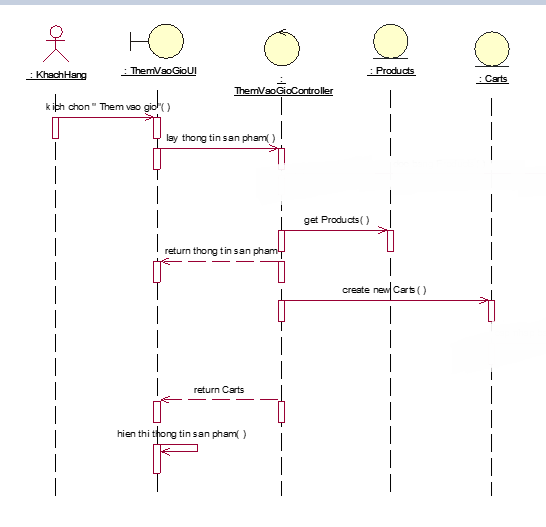 : KhachHang
: ThemVaoGioUI
:
ThemVaoGioController
: Products
: Carts
kich chon " Them vao gio"( )
lay thong tin san pham( )
get Products( )
return thong tin san pham
create new Carts ( )
return Carts
hien thi thong tin san pham( )